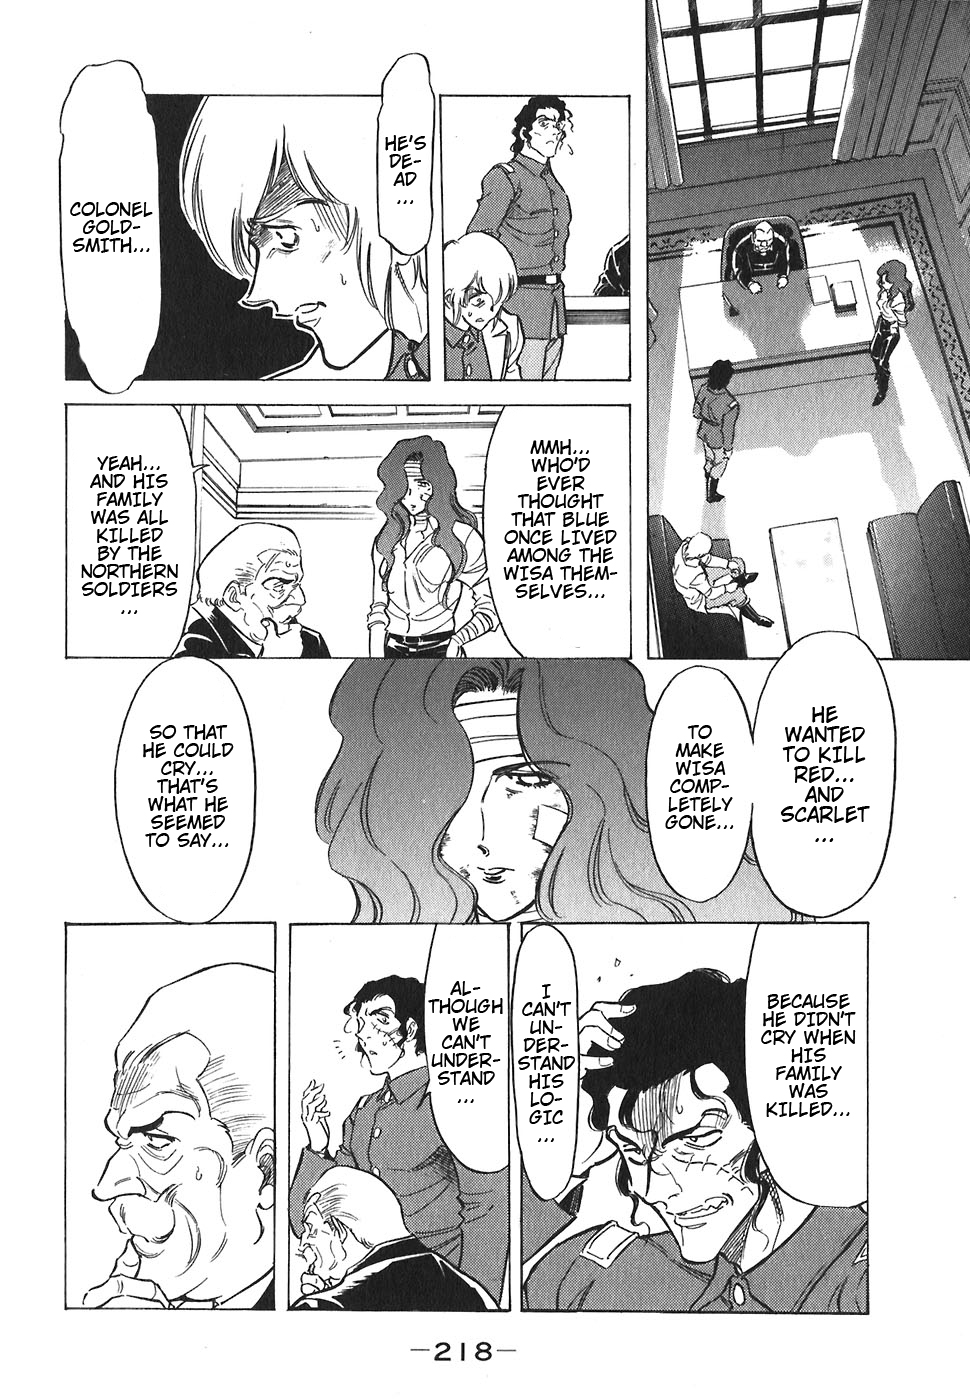 HE'S
DE-
AD
...
COLONEL
GOLD-
SMITH...
MMH...
WHO'D
EVER
THOUGHT
THAT BLUE
ONCE LIVED
AMONG THE
WISA THEM-
SELVES...
YEAH...
AND HIS
FAMILY
WAS ALL
KILLED
BY THE
NORTHERN
SOLDIERS
...
HE
WANTED
TO KILL
RED...
AND
SCARLET
...
TO
MAKE
WISA
COMP-
LETELY
GONE...
SO THAT
HE COULD
CRY...
THAT'S
WHAT HE
SEEMED
TO SAY...
BECAUSE
HE DIDN'T
CRY WHEN
HIS
FAMILY
WAS
KILLED...
I
CAN'T
UN-
DER-
STAND
HIS
LO-
GIC
...
AL-
THOUGH
WE
CAN'T
UNDER-
STAND
...
—218—